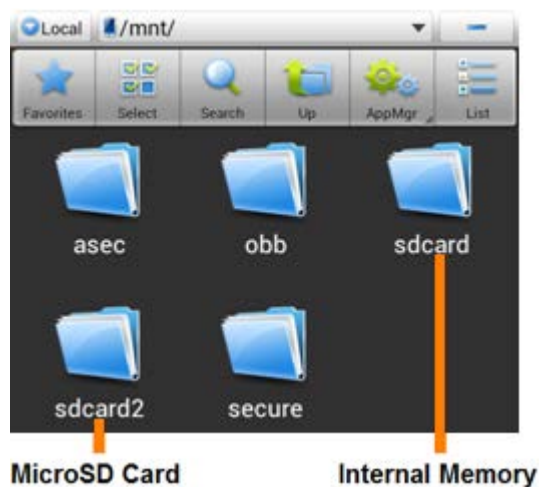 Local /mnt/
Favorites Select Search Up AppMgr List
asec obb sdcard
sdcard2 secure
MicroSD Card Internal Memory